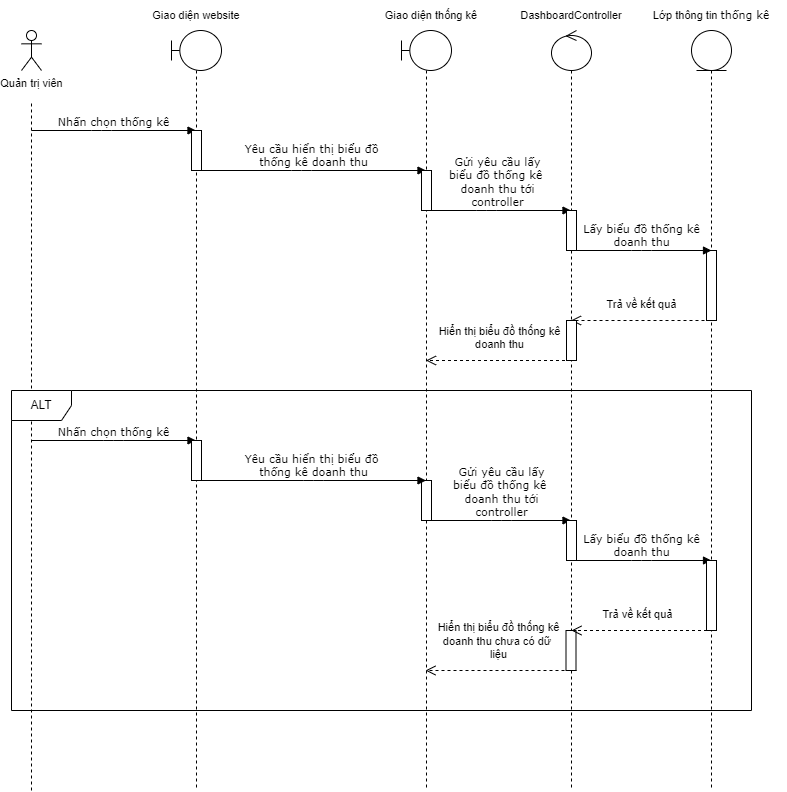 Giao diện website
Giao diện thống kê
DashboardController
Lớp thông tin thống kê
Quản trị viên
Nhấn chọn thống kê
Yêu cầu hiển thị biểu đồ
thống kê doanh thu
Gửi yêu cầu lấy
biểu đồ thống kê
doanh thu tới
controller
Lấy biểu đồ thống kê
doanh thu
Trả về kết quả
Hiển thị biểu đồ thống kê
doanh thu
ALT
Nhấn chọn thống kê
Yêu cầu hiển thị biểu đồ
thống kê doanh thu
Gửi yêu cầu lấy
biểu đồ thống kê
doanh thu tới
controller
Lấy biểu đồ thống kê
doanh thu
Trả về kết quả
Hiển thị biểu đồ thống kê
doanh thu chưa có dữ
liệu